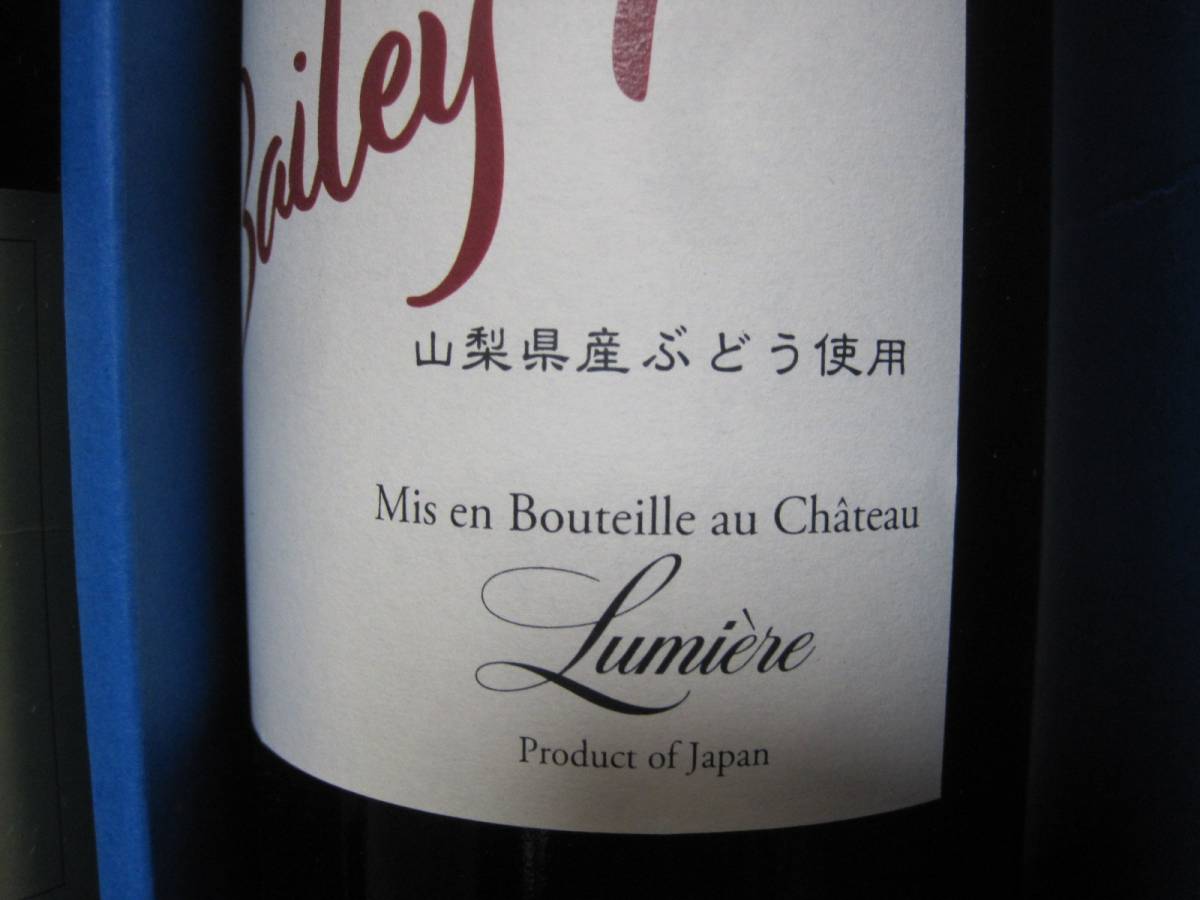 Bailey
山梨県産ぶどう使用
Mis en Bouteille au Château
Lumière
Product of Japan